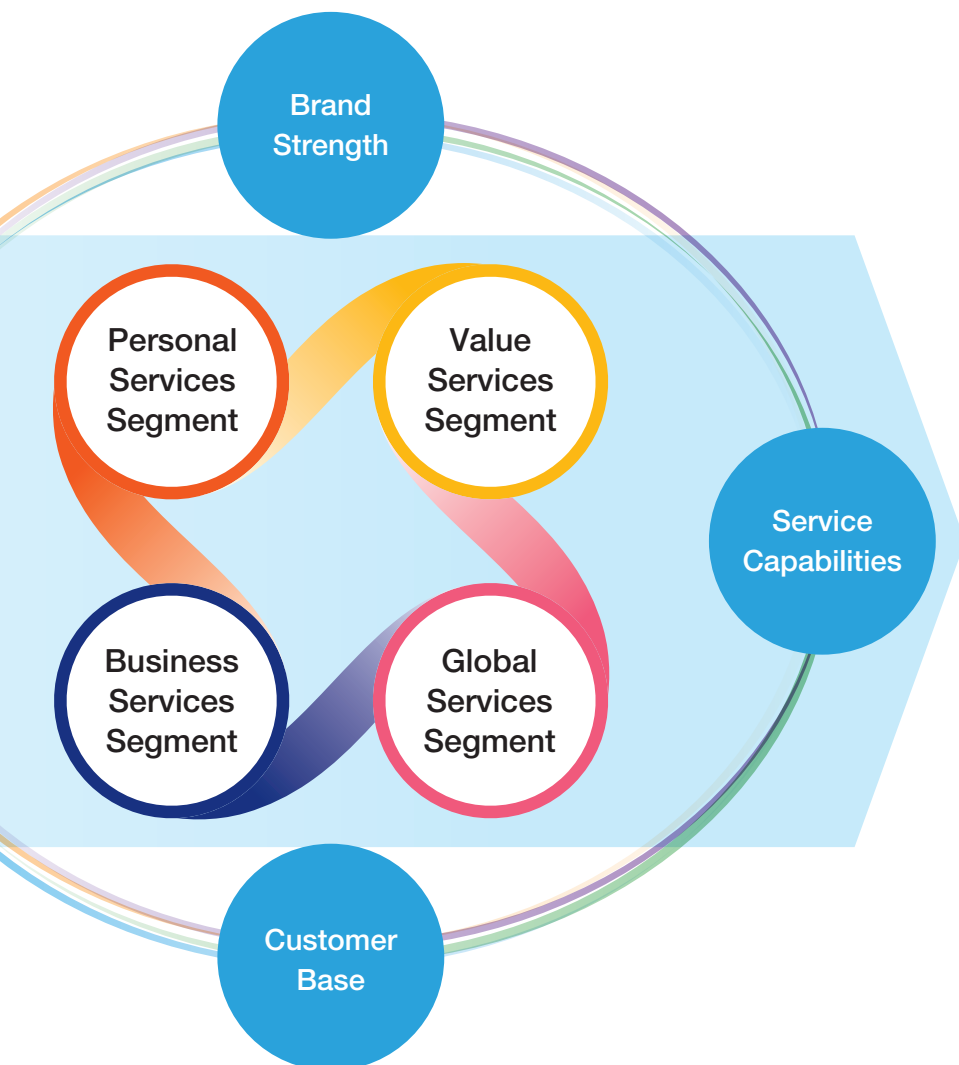 Brand
Strength
Personal
Services
Segment
Value
Services
Segment
Service
Capabilities
Business
Services
Segment
Global
Services
Segment
Customer
Base